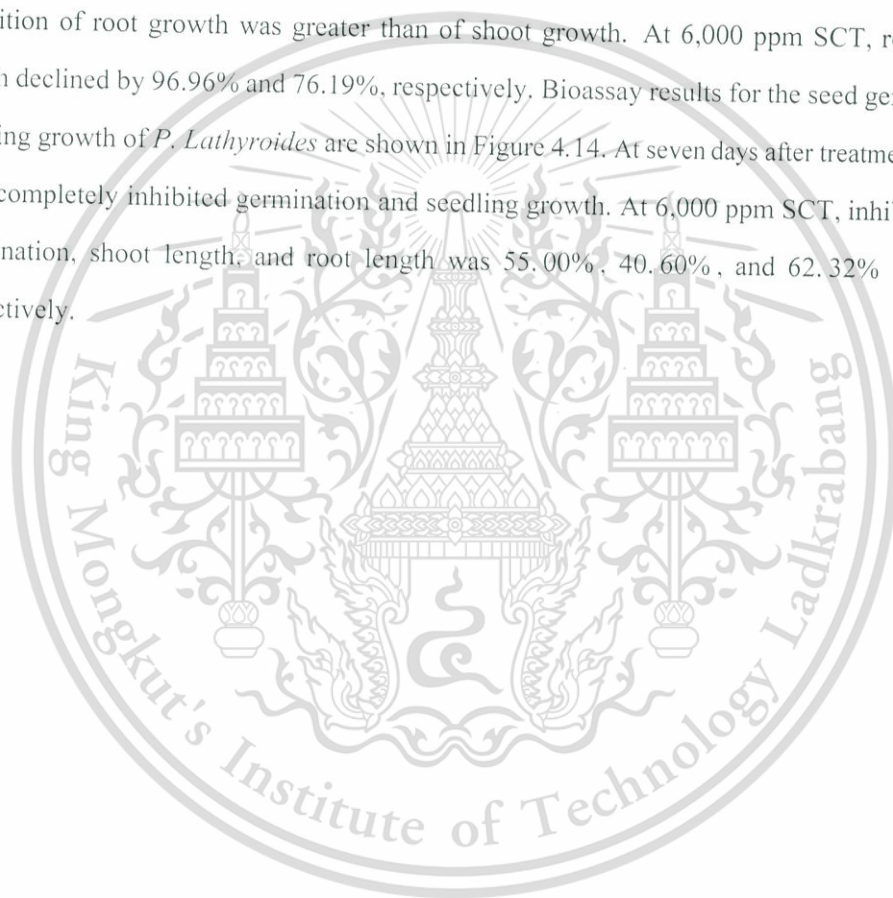 ition of root growth was greater than of shoot growth. At 6,000 ppm SCT, r
n declined by 96.96% and 76.19%, respectively. Bioassay results for the seed ge
ing growth of P. Lathyroides are shown in Figure 4.14. At seven days after treatme
completely inhibited germination and seedling growth. At 6,000 ppm SCT, inhi
nation, shoot length, and root length was 55.00%, 40.60%, and 62.32%
ctively.
King Mongkut's Institute of Technology Ladkrabang